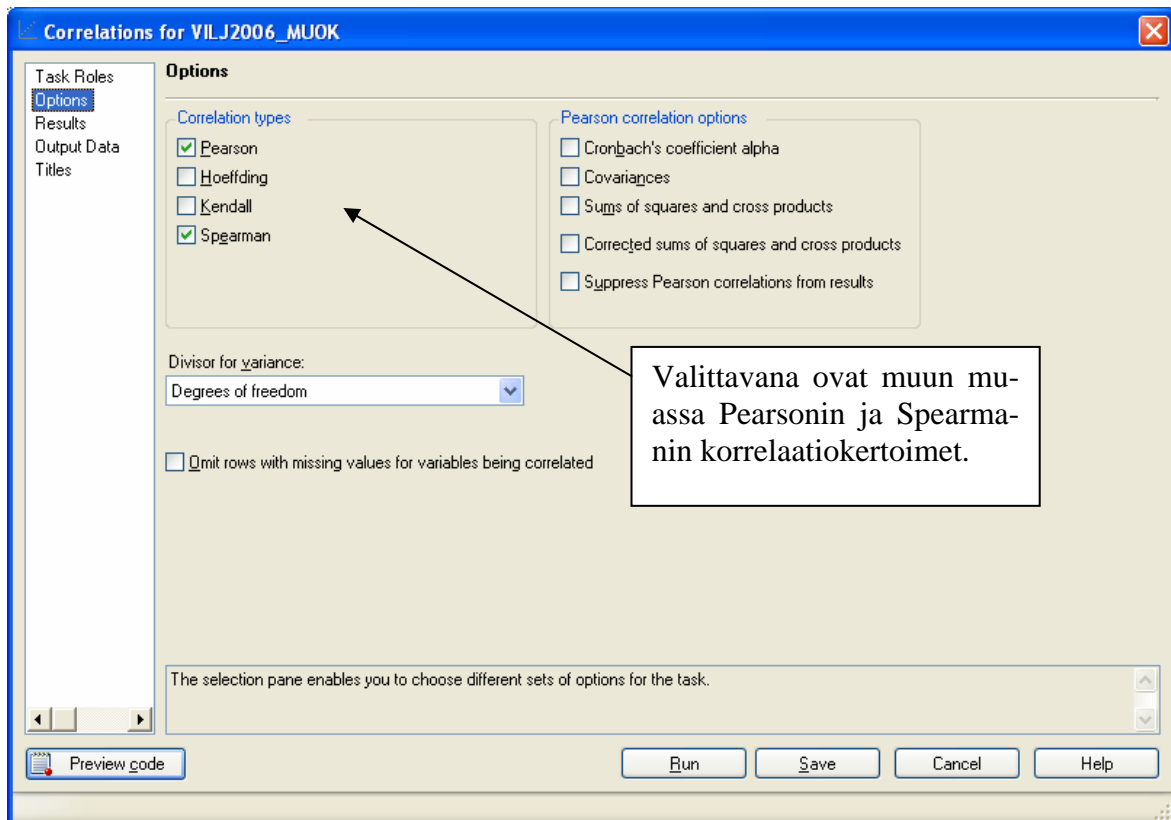 Correlations for VILJ2006_MUOK
Task Roles
Options
Results
Output Data
Titles
Options
Correlation types
Pearson
Hoeffding
Kendall
Spearman
Pearson correlation options
Cronbach's coefficient alpha
Covariances
Sums of squares and cross products
Corrected sums of squares and cross products
Suppress Pearson correlations from results
Divisor for variance:
Degrees of freedom
Omit rows with missing values for variables being correlated
Valittavana ovat muun mu-
assa Pearsonin ja Spearma-
nin korrelaatiokertoimet.
The selection pane enables you to choose different sets of options for the task.
Preview code
Run
Save
Cancel
Help